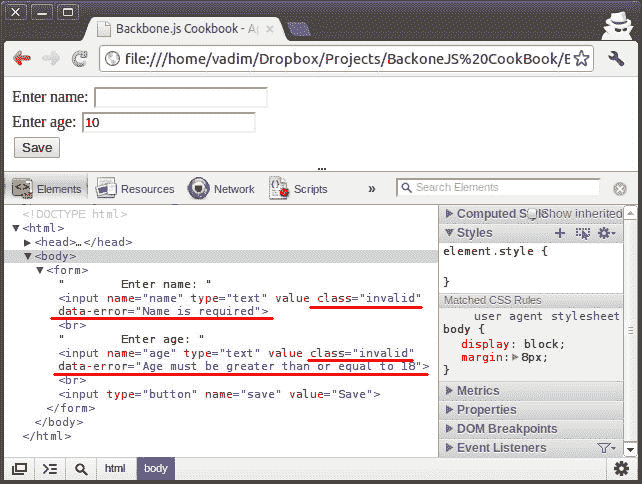 Backbone.js Cookbook - Ag
file:///home/vadim/Dropbox/Projects/BackoneJS%20CookBook/E
Enter name:
Enter age: 10
Save
Elements
Resources
Network
Scripts
»
Search Elements
<!DOCTYPE html>
▼<html>
▶<head>…</head>
▼<body>
▼<form>
" Enter name: "
<input name="name" type="text" value class="invalid"
data-error="Name is required">
<br>
" Enter age: "
<input name="age" type="text" value class="invalid"
data-error="Age must be greater than or equal to 18">
<br>
<input type="button" name="save" value="Save">
</form>
</body>
</html>
▶ Computed Show inherited
▼ Styles
element.style {
}
Matched CSS Rules
user agent stylesheet
body {
display: block;
margin: ▶8px;
}
▶ Metrics
▶ Properties
▶ DOM Breakpoints
▶ Event Listeners
html
body